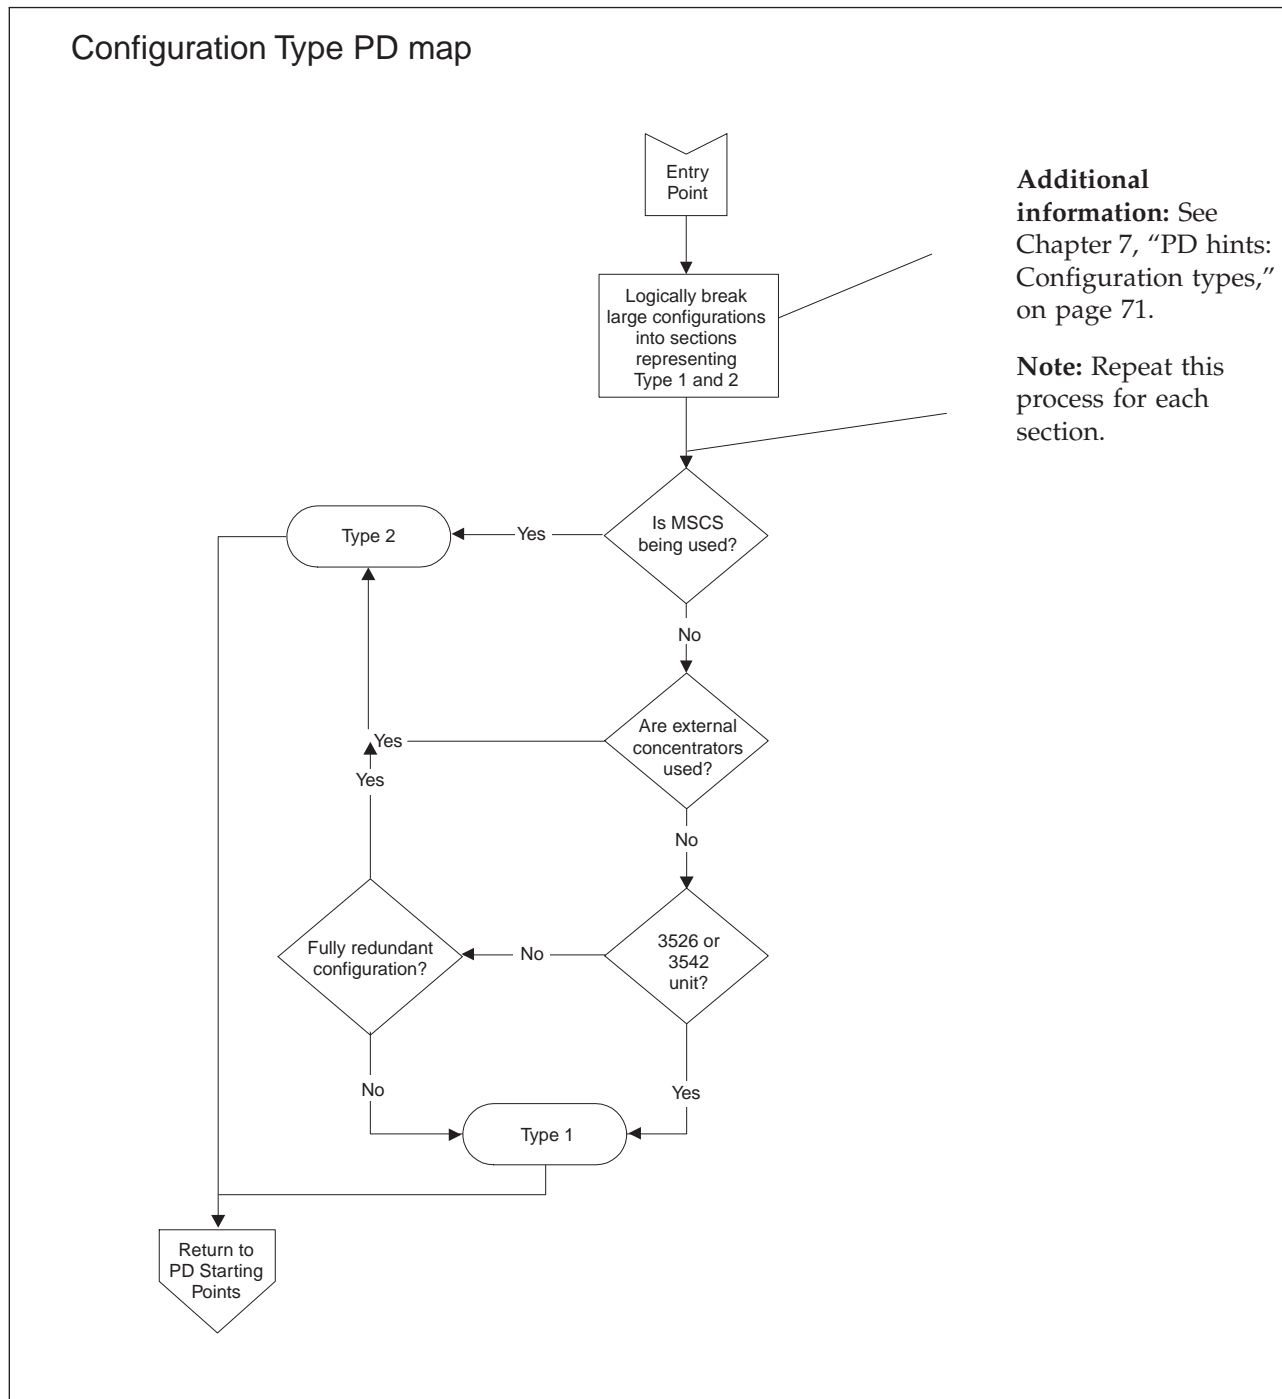 Configuration Type PD map
Entry
Point
Additional
information: See
Chapter 7, “PD hints:
Configuration types,”
on page 71.
Logically break
large configurations
into sections
representing
Type 1 and 2
Note: Repeat this
process for each
section.
Is MSCS
being used?
Yes
Type 2
No
Are external
concentrators
used?
Yes
No
3526 or
3542
unit?
No
Fully redundant
configuration?
Yes
No
Yes
Type 1
Return to
PD Starting
Points